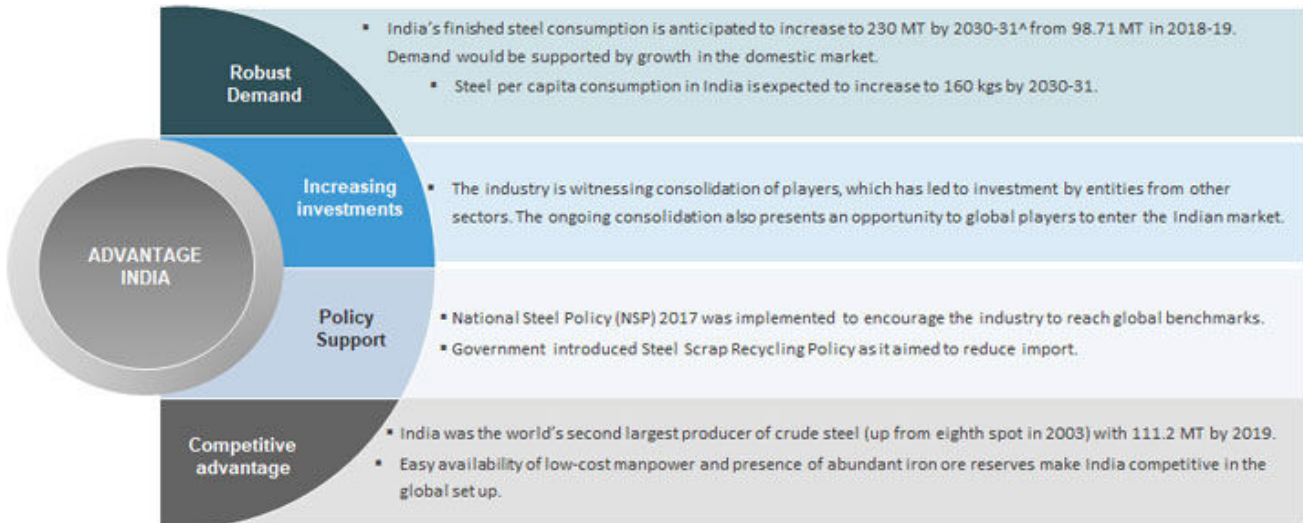 ▪ India's finished steel consumption is anticipated to increase to 230 MT by 2030-31^ from 98.71 MT in 2018-19.
Demand would be supported by growth in the domestic market.
▪ Steel per capita consumption in India is expected to increase to 160 kgs by 2030-31.
Robust
Demand
Increasing
investments
▪ The industry is witnessing consolidation of players, which has led to investment by entities from other
sectors. The ongoing consolidation also presents an opportunity to global players to enter the Indian market.
ADVANTAGE
INDIA
Policy
Support
▪ National Steel Policy (NSP) 2017 was implemented to encourage the industry to reach global benchmarks.
▪ Government introduced Steel Scrap Recycling Policy as it aimed to reduce import.
Competitive
advantage
▪ India was the world's second largest producer of crude steel (up from eighth spot in 2003) with 111.2 MT by 2019.
▪ Easy availability of low-cost manpower and presence of abundant iron ore reserves make India competitive in the
global set up.